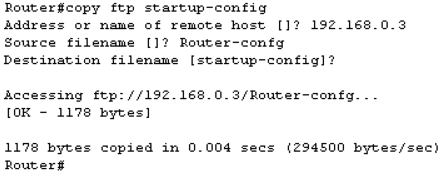 Router#copy ftp startup-config
Address or name of remote host []? 192.168.0.3
Source filename []? Router-confg
Destination filename [startup-config]?
Accessing ftp://192.168.0.3/Router-confg...
[OK - 1178 bytes]
1178 bytes copied in 0.004 secs (294500 bytes/sec)
Router#